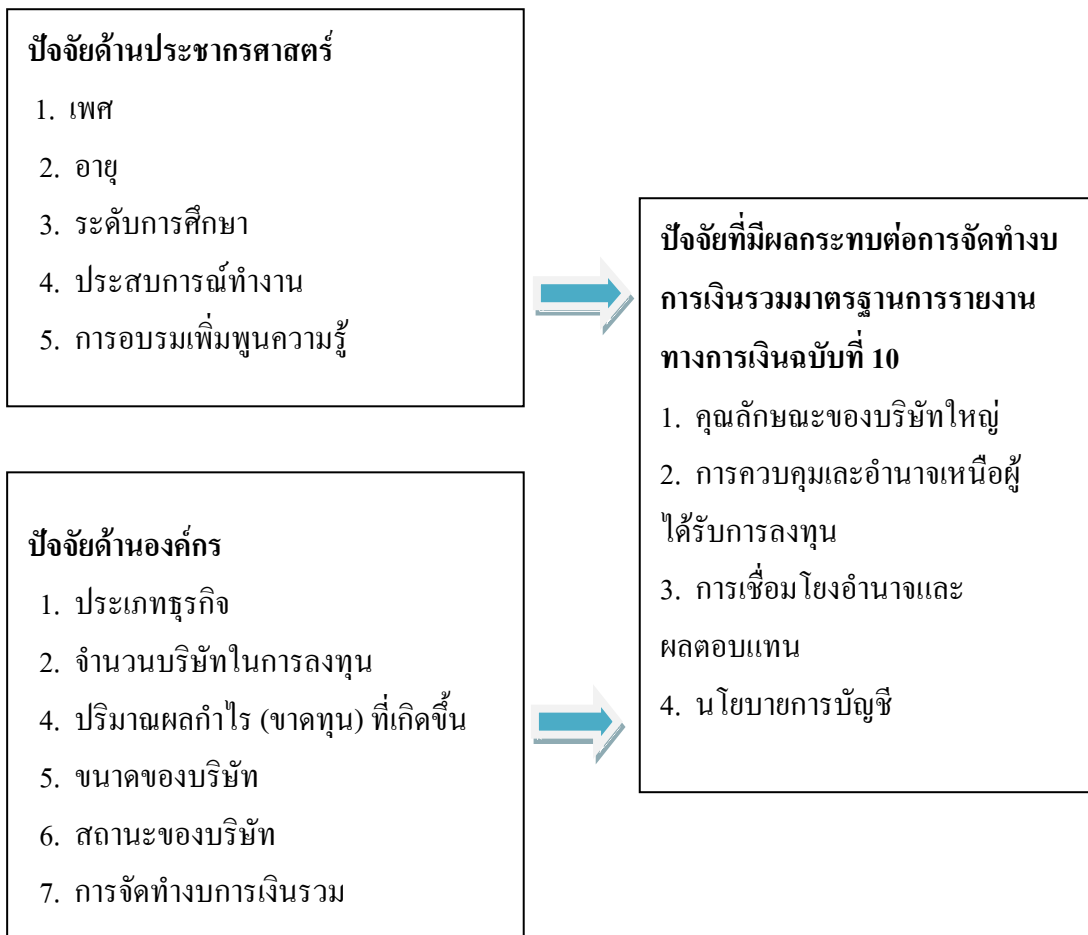 ปัจจัยด้านประชากรศาสตร์
1. เพศ
2. อายุ
3. ระดับการศึกษา
4. ประสบการณ์ทำงาน
5. การอบรมเพิ่มพูนความรู้
ปัจจัยด้านองค์กร
1. ประเภทธุรกิจ
2. จำนวนบริษัทในการลงทุน
4. ปริมาณผลกำไร (ขาดทุน) ที่เกิดขึ้น
5. ขนาดของบริษัท
6. สถานะของบริษัท
7. การจัดทำงบการเงินรวม
ปัจจัยที่มีผลกระทบต่อการจัดทำงบ
การเงินรวมมาตรฐานการรายงาน
ทางการเงินฉบับที่ 10
1. คุณลักษณะของบริษัทใหญ่
2. การควบคุมและอำนาจเหนือผู้
ได้รับการลงทุน
3. การเชื่อมโยงอำนาจและ
ผลตอบแทน
4. นโยบายการบัญชี